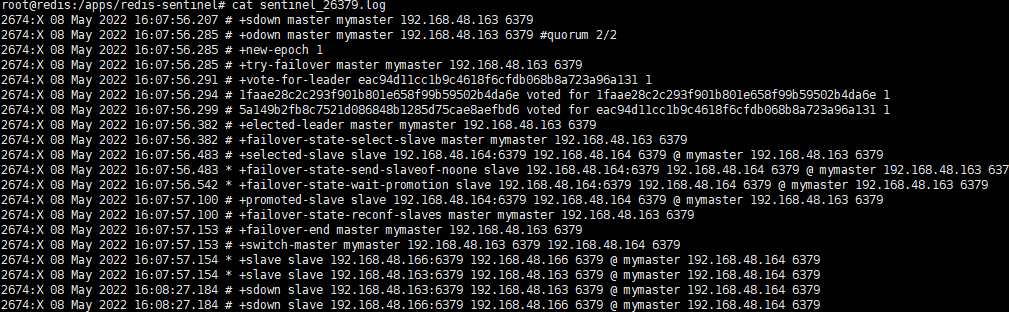 root@redis:/apps/redis-sentinel# cat sentinel_26379.log
2674:X 08 May 2022 16:07:56.207 # +sdown master mymaster 192.168.48.163 6379
2674:X 08 May 2022 16:07:56.285 # +odown master mymaster 192.168.48.163 6379 #quorum 2/2
2674:X 08 May 2022 16:07:56.285 # +new-epoch 1
2674:X 08 May 2022 16:07:56.285 # +try-failover master mymaster 192.168.48.163 6379
2674:X 08 May 2022 16:07:56.291 # +vote-for-leader eac94d11cc1b9c4618f6cfdb068b8a723a96a131 1
2674:X 08 May 2022 16:07:56.294 # 1faae28c2c293f901b801e658f99b59502b4da6e voted for 1faae28c2c293f901b801e658f99b59502b4da6e 1
2674:X 08 May 2022 16:07:56.299 # 5a149b2fb8c7521d086848b1285d75cae8aefbd6 voted for eac94d11cc1b9c4618f6cfdb068b8a723a96a131 1
2674:X 08 May 2022 16:07:56.382 # +elected-leader master mymaster 192.168.48.163 6379
2674:X 08 May 2022 16:07:56.382 # +failover-state-select-slave master mymaster 192.168.48.163 6379
2674:X 08 May 2022 16:07:56.483 # +selected-slave slave 192.168.48.164:6379 192.168.48.164 6379 @ mymaster 192.168.48.163 6379
2674:X 08 May 2022 16:07:56.483 * +failover-state-send-slaveof-noone slave 192.168.48.164:6379 192.168.48.164 6379 @ mymaster 192.168.48.163 637
2674:X 08 May 2022 16:07:56.542 * +failover-state-wait-promotion slave 192.168.48.164:6379 192.168.48.164 6379 @ mymaster 192.168.48.163 6379
2674:X 08 May 2022 16:07:57.100 # +promoted-slave slave 192.168.48.164:6379 192.168.48.164 6379 @ mymaster 192.168.48.163 6379
2674:X 08 May 2022 16:07:57.100 # +failover-state-reconf-slaves master mymaster 192.168.48.163 6379
2674:X 08 May 2022 16:07:57.153 # +failover-end master mymaster 192.168.48.163 6379
2674:X 08 May 2022 16:07:57.153 # +switch-master mymaster 192.168.48.163 6379 192.168.48.164 6379
2674:X 08 May 2022 16:07:57.154 * +slave slave 192.168.48.166:6379 192.168.48.166 6379 @ mymaster 192.168.48.164 6379
2674:X 08 May 2022 16:07:57.154 * +slave slave 192.168.48.163:6379 192.168.48.163 6379 @ mymaster 192.168.48.164 6379
2674:X 08 May 2022 16:08:27.184 # +sdown slave 192.168.48.163:6379 192.168.48.163 6379 @ mymaster 192.168.48.164 6379
2674:X 08 May 2022 16:08:27.184 # +sdown slave 192.168.48.166:6379 192.168.48.166 6379 @ mymaster 192.168.48.164 6379